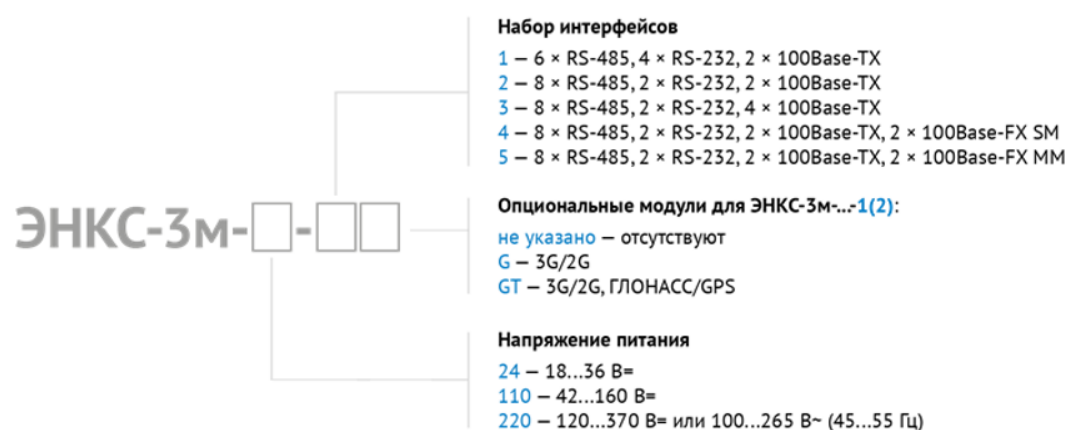 Набор интерфейсов
1 — 6 × RS-485, 4 × RS-232, 2 × 100Base-TX
2 — 8 × RS-485, 2 × RS-232, 2 × 100Base-TX
3 — 8 × RS-485, 2 × RS-232, 4 × 100Base-TX
4 — 8 × RS-485, 2 × RS-232, 2 × 100Base-TX, 2 × 100Base-FX SM
5 — 8 × RS-485, 2 × RS-232, 2 × 100Base-TX, 2 × 100Base-FX MM
ЭНКС-3м-□-□□
Опциональные модули для ЭНКС-3м-...-1(2):
не указано — отсутствуют
G — 3G/2G
GT — 3G/2G, ГЛОНАСС/GPS
Напряжение питания
24 — 18...36 В=
110 — 42...160 В=
220 — 120...370 В= или 100...265 В~ (45...55 Гц)